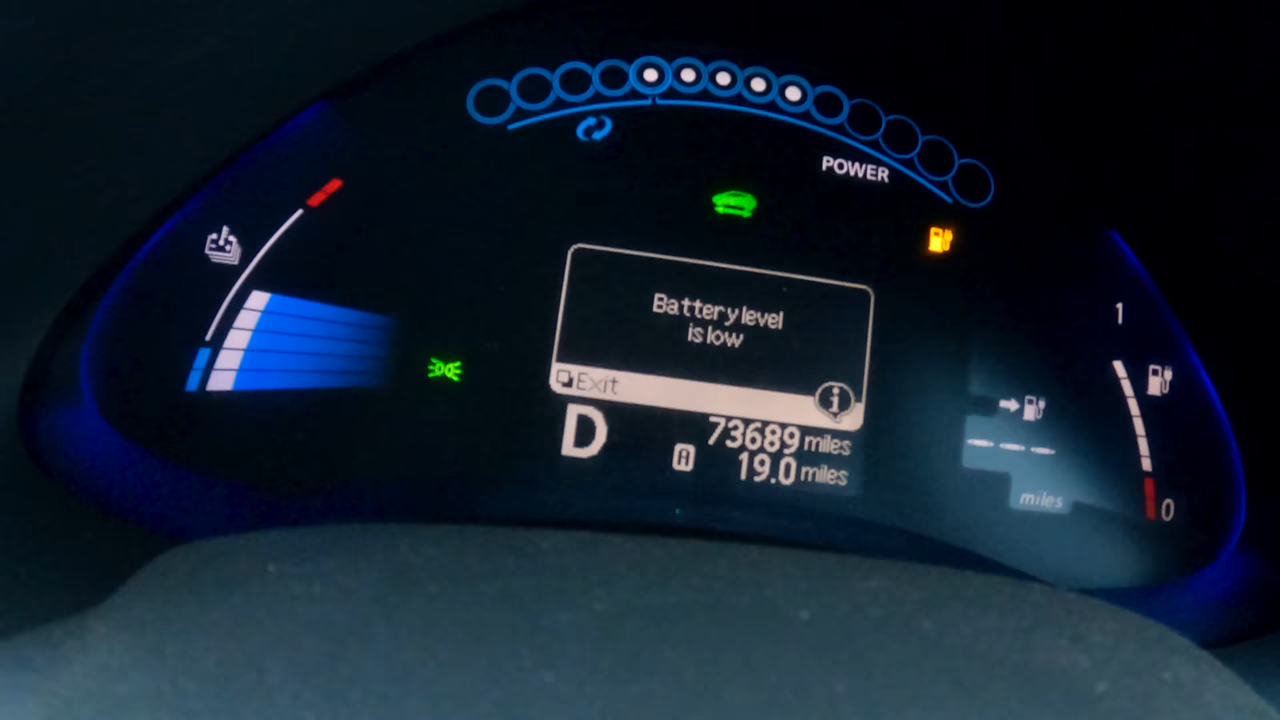 POWER
Battery level
is low
Exit
i
D
73689 miles
A 19.0 miles
1
---
miles
0